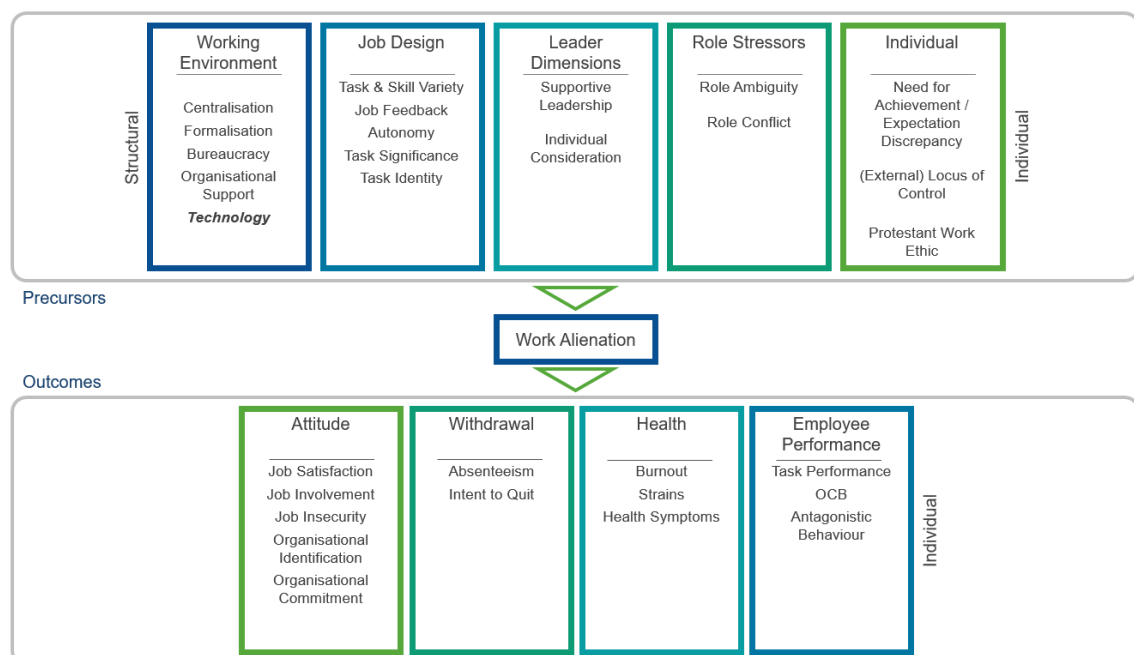 Structural
Working
Environment
Centralisation
Formalisation
Bureaucracy
Organisational
Support
Technology
Job Design
Task & Skill Variety
Job Feedback
Autonomy
Task Significance
Task Identity
Leader
Dimensions
Supportive
Leadership
Individual
Consideration
Role Stressors
Role Ambiguity
Role Conflict
Individual
Need for
Achievement /
Expectation
Discrepancy
(External) Locus of
Control
Protestant Work
Ethic
Individual
Precursors
Work Alienation
Outcomes
Attitude
Job Satisfaction
Job Involvement
Job Insecurity
Organisational
Identification
Organisational
Commitment
Withdrawal
Absenteeism
Intent to Quit
Health
Burnout
Strains
Health Symptoms
Employee
Performance
Task Performance
OCB
Antagonistic
Behaviour
Individual